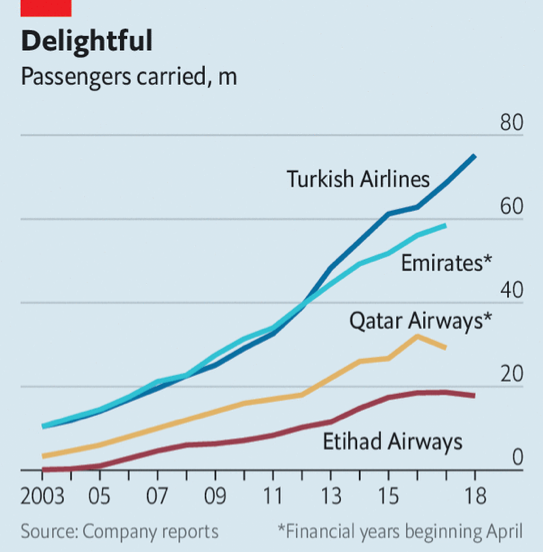 Delightful
Passengers carried, m
80
Turkish Airlines
60
Emirates*
40
Qatar Airways*
20
Etihad Airways
0
2003 05 07 09 11 13 15 18
Source: Company reports *Financial years beginning April